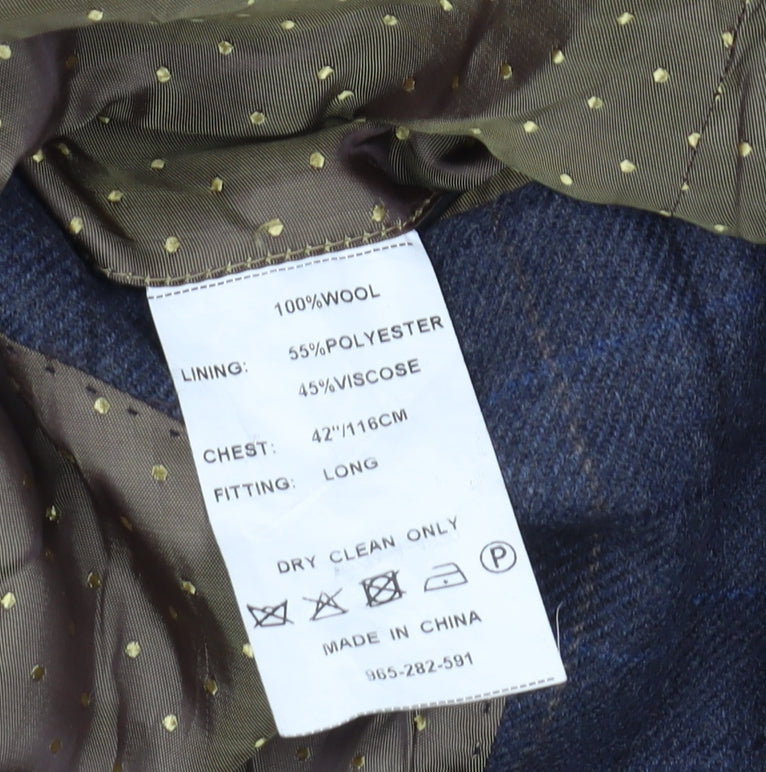 100%WOOL
LINING: 55%POLYESTER
45%VISCOSE
CHEST: 42"/116CM
FITTING: LONG
DRY CLEAN ONLY
P
MADE IN CHINA
965-282-591